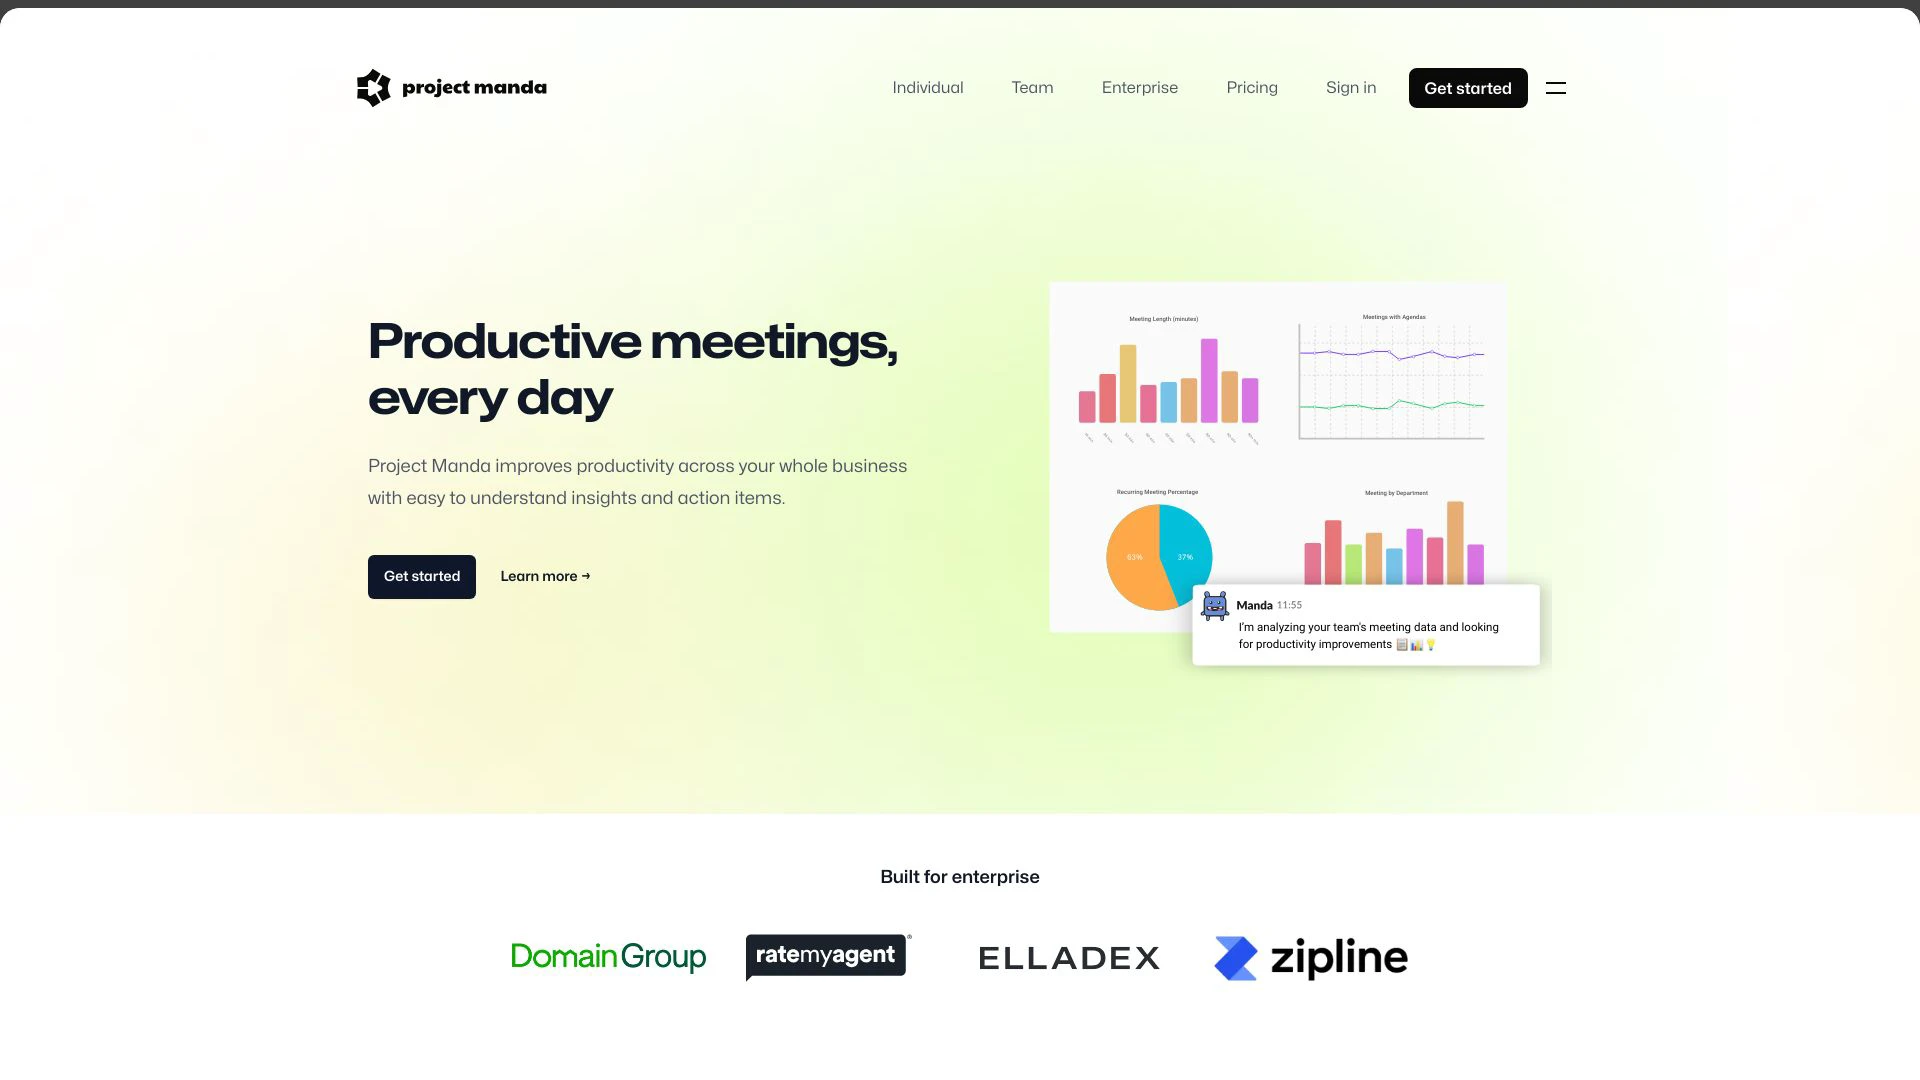 project manda
Individual
Team
Enterprise
Pricing
Sign in
Get started
Productive meetings,
every day
Project Manda improves productivity across your whole business
with easy to understand insights and action items.
Get started
Learn more →
Meeting Length (minutes)
Meetings with Agendas
Recurring Meeting Percentage
63%
37%
Meeting by Department
Manda 11:55
I'm analyzing your team's meeting data and looking
for productivity improvements 🗒️📊💡
Built for enterprise
DomainGroup
ratemyagent®
ELLADEX
zipline